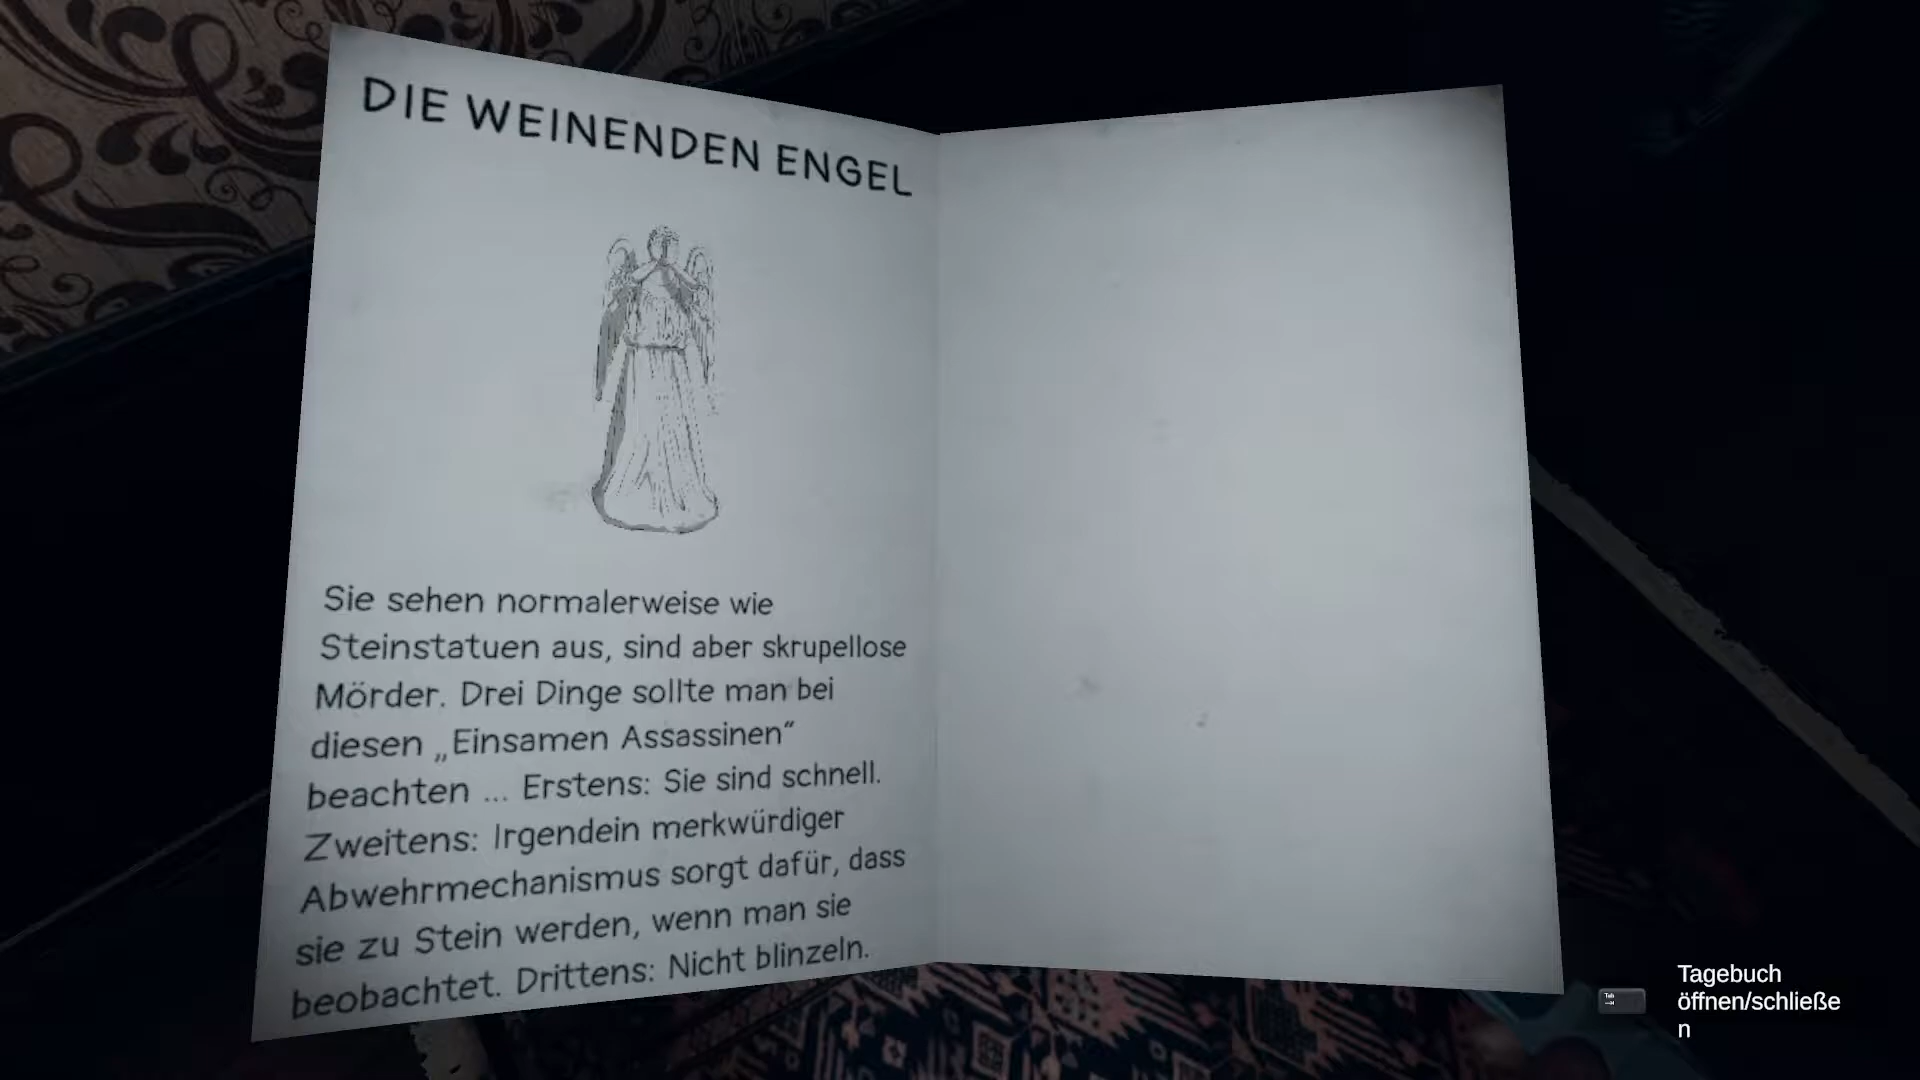 DIE WEINENDEN ENGEL
Sie sehen normalerweise wie
Steinstatuen aus, sind aber skrupellose
Mörder. Drei Dinge sollte man bei
diesen „Einsamen Assassinen“
beachten ... Erstens: Sie sind schnell.
Zweitens: Irgendein merkwürdiger
Abwehrmechanismus sorgt dafür, dass
sie zu Stein werden, wenn man sie
beobachtet. Drittens: Nicht blinzeln.
Tab
Tagebuch
öffnen/schließe
n